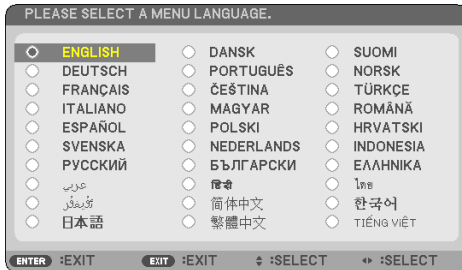 PLEASE SELECT A MENU LANGUAGE.
ENGLISH DANSK SUOMI
DEUTSCH PORTUGUÊS NORSK
FRANÇAIS ČEŠTINA TÜRKÇE
ITALIANO MAGYAR ROMÂNĂ
ESPAÑOL POLSKI HRVATSKI
SVENSKA NEDERLANDS INDONESIA
РУССКИЙ БЪЛГАРСКИ ΕΛΛΗΝΙΚΑ
عربي हिंदी ไทย
简体中文 한국어
日本語 繁體中文 TIẾNG VIỆT
ENTER :EXIT EXIT :EXIT :SELECT :SELECT